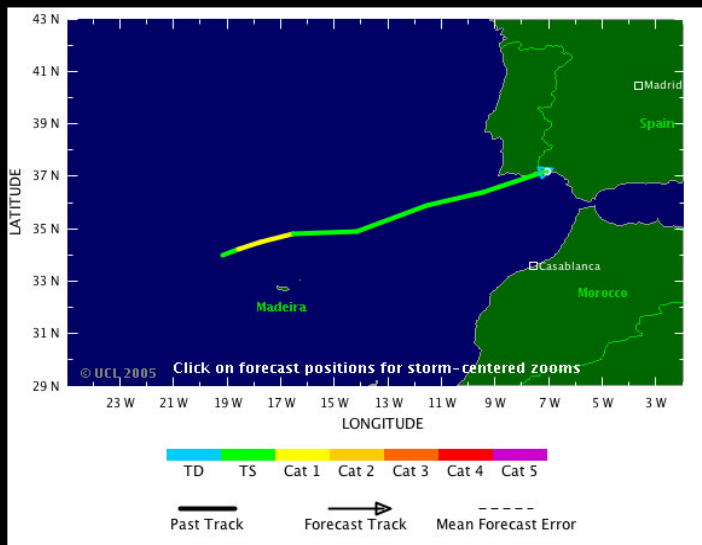 43 N
41 N
39 N
37 N
35 N
33 N
31 N
29 N
LATITUDE
Madrid
Spain
Casablanca
Morocco
Madeira
© UCL 2005 Click on forecast positions for storm-centered zooms
23 W 21 W 19 W 17 W 15 W 13 W 11 W 9 W 7 W 5 W 3 W
LONGITUDE
TD TS Cat 1 Cat 2 Cat 3 Cat 4 Cat 5
Past Track Forecast Track Mean Forecast Error